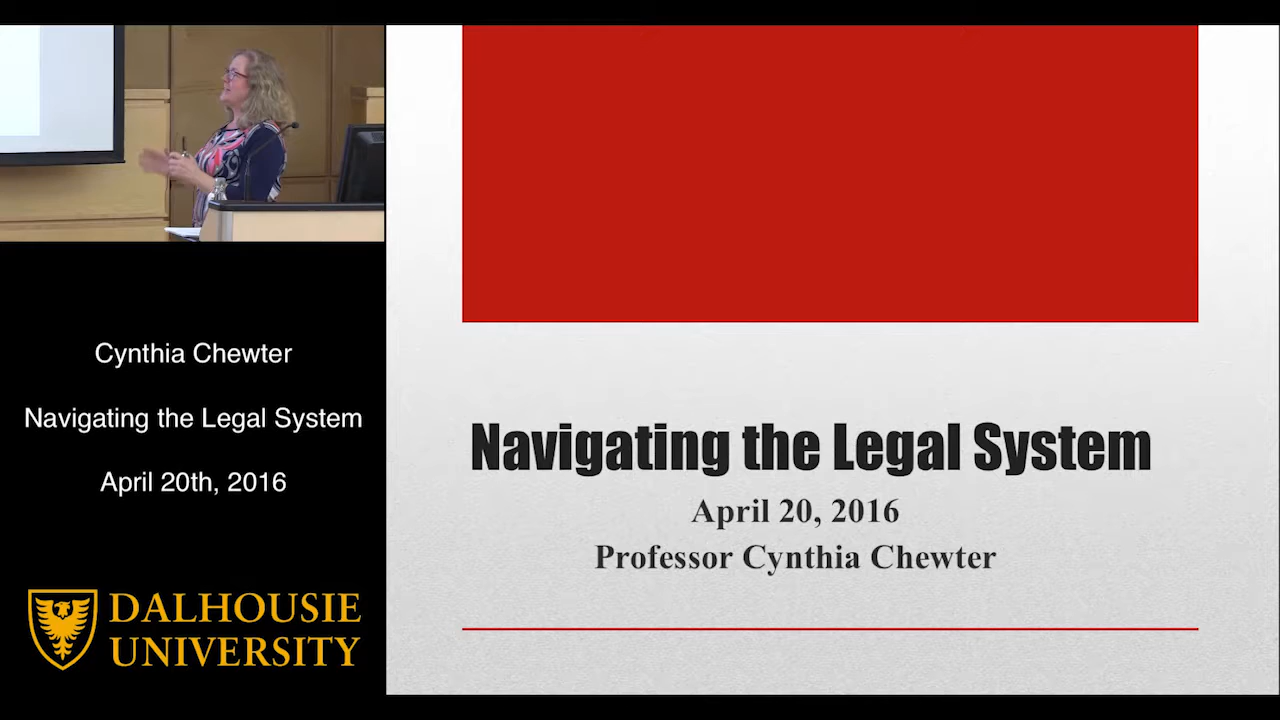 Cynthia Chewter
Navigating the Legal System
April 20th, 2016
DALHOUSIE
UNIVERSITY
Navigating the Legal System
April 20, 2016
Professor Cynthia Chewter